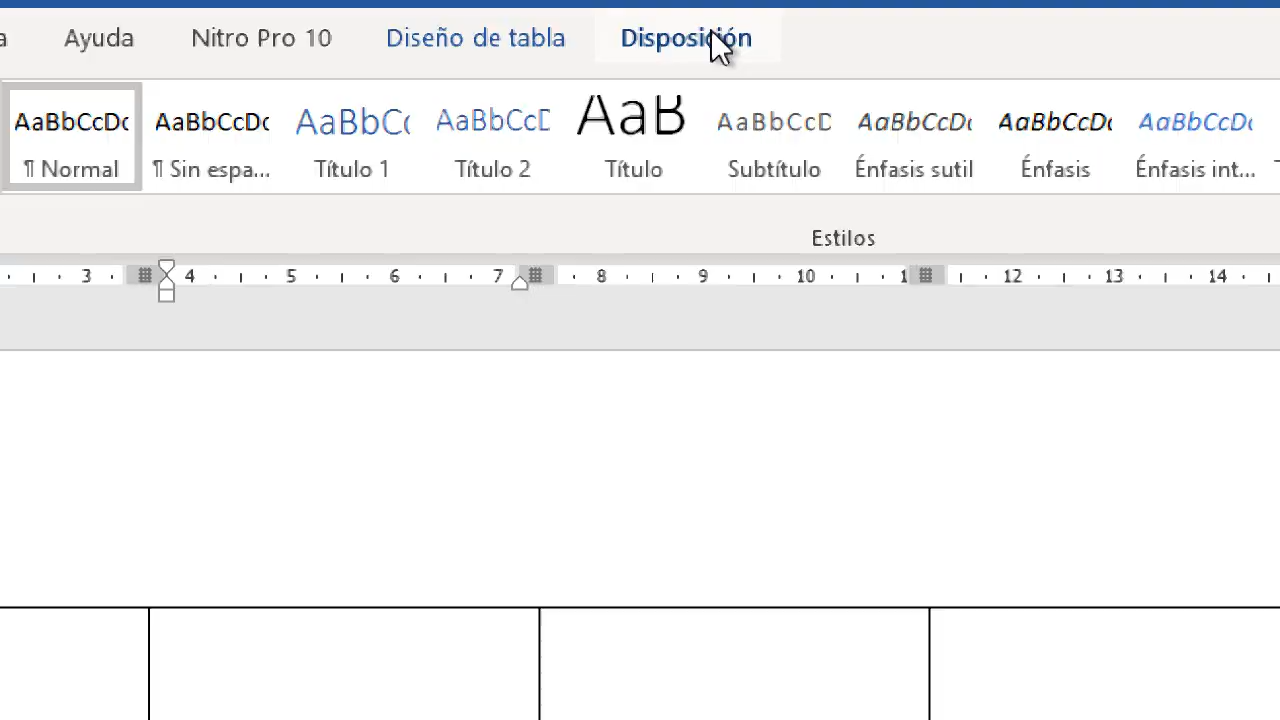 Ayuda Nitro Pro 10 Diseño de tabla Disposición
AaBbCcDc AaBbCcDc AaBbC AaBbCcD AaB AaBbCcD AaBbCcDc AaBbCcDc AaBbCcDc
¶ Normal ¶ Sin espa... Título 1 Título 2 Título Subtítulo Énfasis sutil Énfasis Énfasis int...
Estilos
3 4 5 6 7 8 9 10 1 12 13 14